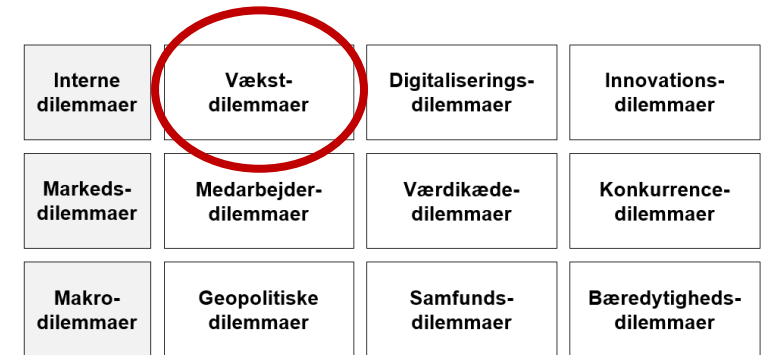 Interne
dilemmaer
Vækst-
dilemmaer
Digitaliserings-
dilemmaer
Innovations-
dilemmaer
Markeds-
dilemmaer
Medarbejder-
dilemmaer
Værdikæde-
dilemmaer
Konkurrence-
dilemmaer
Makro-
dilemmaer
Geopolitiske
dilemmaer
Samfunds-
dilemmaer
Bæredygtigheds-
dilemmaer